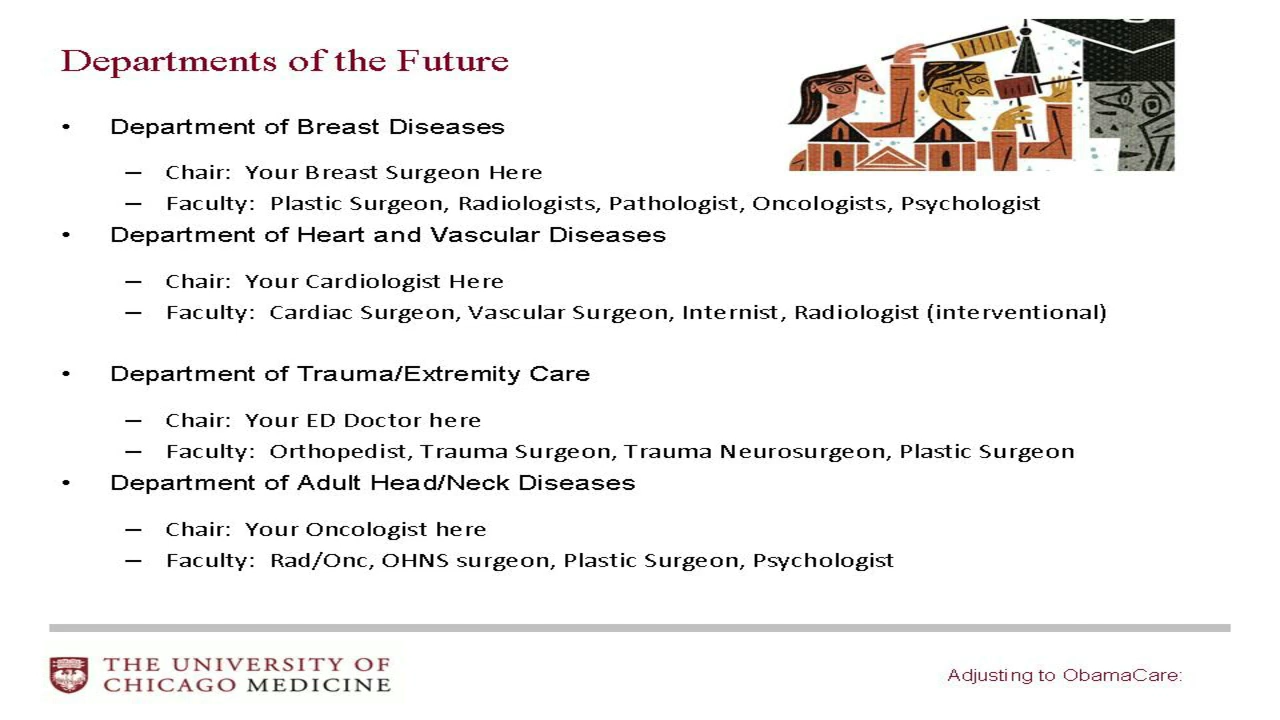 Departments of the Future
• Department of Breast Diseases
– Chair: Your Breast Surgeon Here
– Faculty: Plastic Surgeon, Radiologists, Pathologist, Oncologists, Psychologist
• Department of Heart and Vascular Diseases
– Chair: Your Cardiologist Here
– Faculty: Cardiac Surgeon, Vascular Surgeon, Internist, Radiologist (interventional)
• Department of Trauma/Extremity Care
– Chair: Your ED Doctor here
– Faculty: Orthopedist, Trauma Surgeon, Trauma Neurosurgeon, Plastic Surgeon
• Department of Adult Head/Neck Diseases
– Chair: Your Oncologist here
– Faculty: Rad/Onc, OHNS surgeon, Plastic Surgeon, Psychologist
THE UNIVERSITY OF
CHICAGO MEDICINE
Adjusting to ObamaCare: